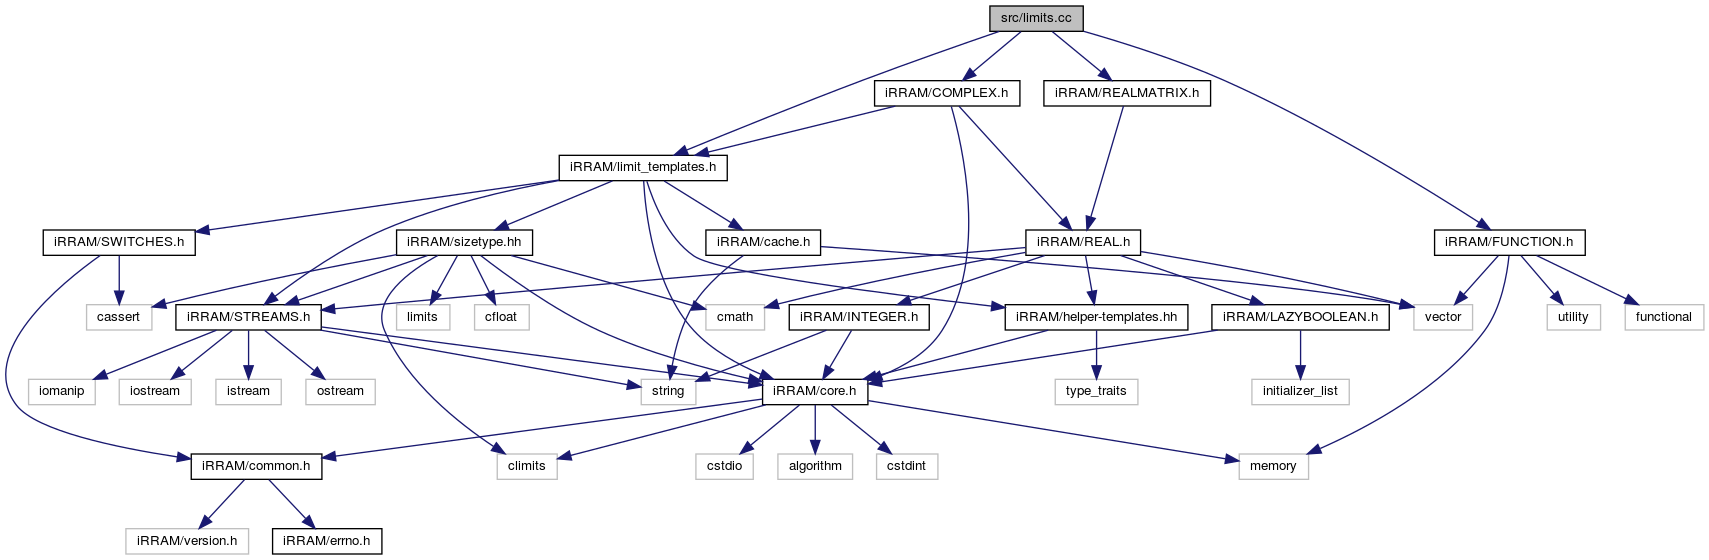 src/limits.cc
iRRAM/COMPLEX.h
iRRAM/REALMATRIX.h
iRRAM/limit_templates.h
iRRAM/SWITCHES.h
iRRAM/sizetype.hh
iRRAM/cache.h
iRRAM/REAL.h
iRRAM/FUNCTION.h
cassert
iRRAM/STREAMS.h
limits
cfloat
cmath
iRRAM/INTEGER.h
iRRAM/helper-templates.hh
iRRAM/LAZYBOOLEAN.h
vector
utility
functional
iomanip
iostream
istream
ostream
string
iRRAM/core.h
type_traits
initializer_list
iRRAM/common.h
climits
cstdio
algorithm
cstdint
memory
iRRAM/version.h
iRRAM/errno.h